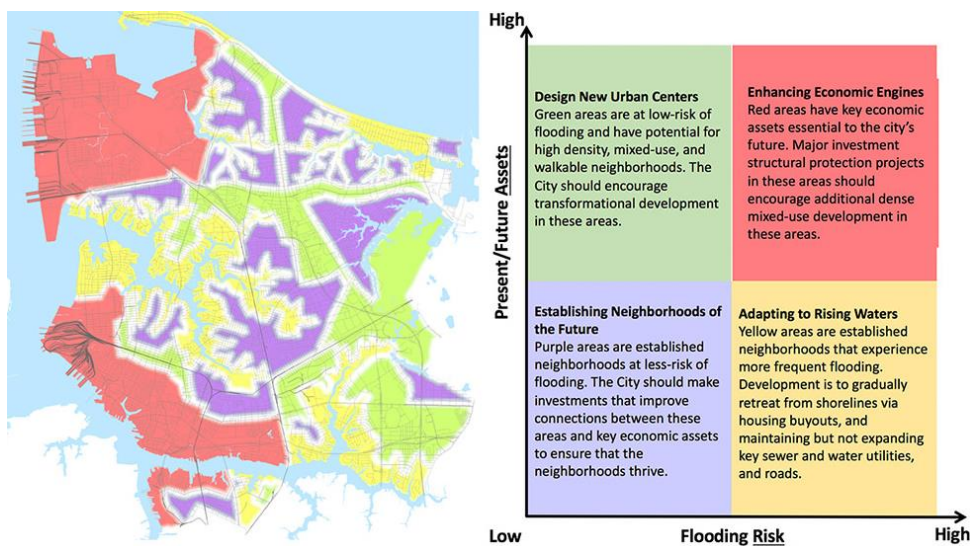 High
Present/Future Assets
Design New Urban Centers
Green areas are at low-risk of
flooding and have potential for
high density, mixed-use, and
walkable neighborhoods. The
City should encourage
transformational development
in these areas.
Enhancing Economic Engines
Red areas have key economic
assets essential to the city's
future. Major investment
structural protection projects
in these areas should
encourage additional dense
mixed-use development in
these areas.
Establishing Neighborhoods of
the Future
Purple areas are established
neighborhoods at less-risk of
flooding. The City should make
investments that improve
connections between these
areas and key economic assets
to ensure that the
neighborhoods thrive.
Adapting to Rising Waters
Yellow areas are established
neighborhoods that experience
more frequent flooding.
Development is to gradually
retreat from shorelines via
housing buyouts, and
maintaining but not expanding
key sewer and water utilities,
and roads.
Low
Flooding Risk
High